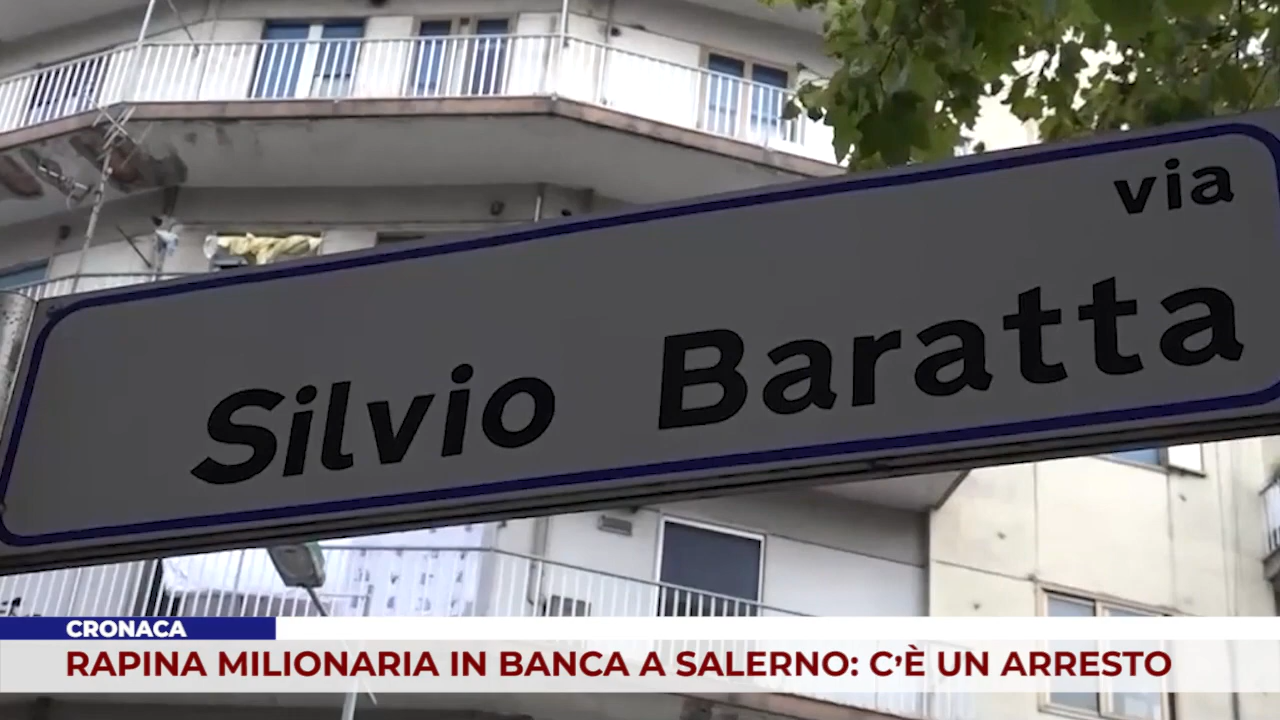 via
Silvio Baratta
CRONACA
RAPINA MILIONARIA IN BANCA A SALERNO: C'È UN ARRESTO